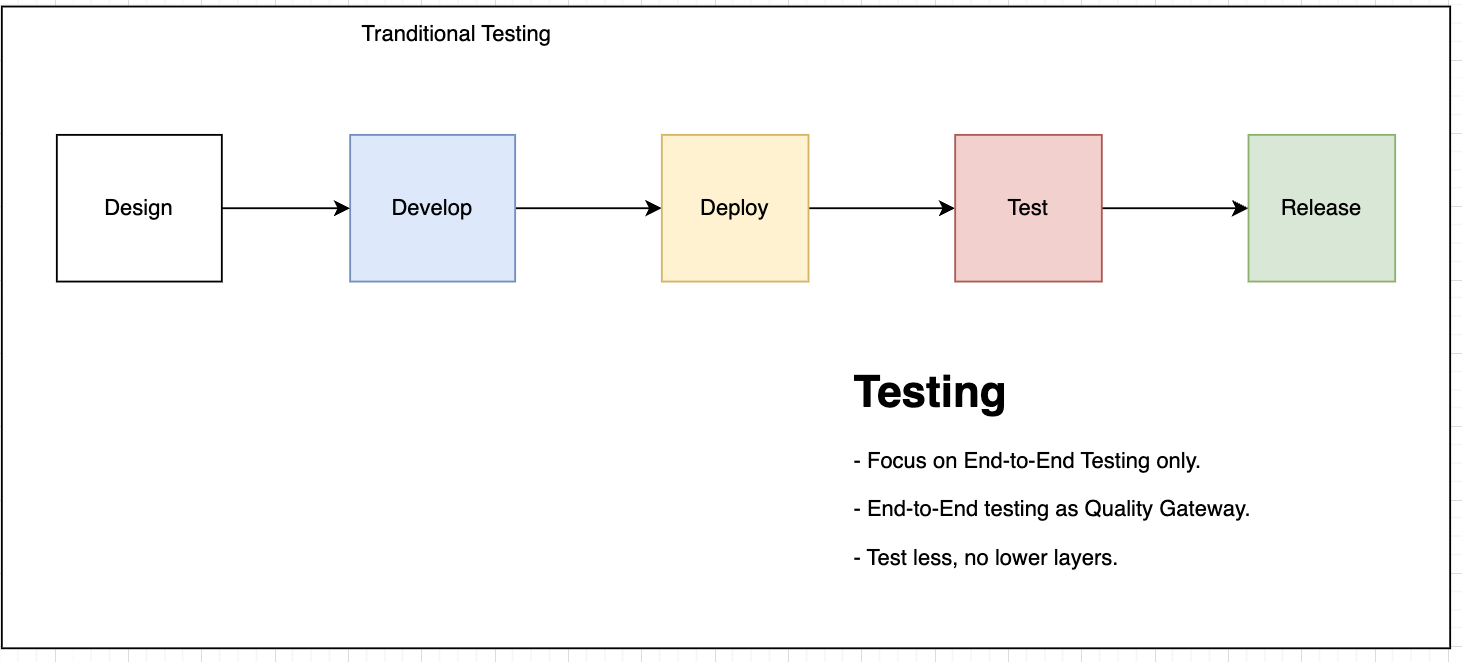 Tranditional Testing
Design
Develop
Deploy
Test
Release
Testing
- Focus on End-to-End Testing only.
- End-to-End testing as Quality Gateway.
- Test less, no lower layers.